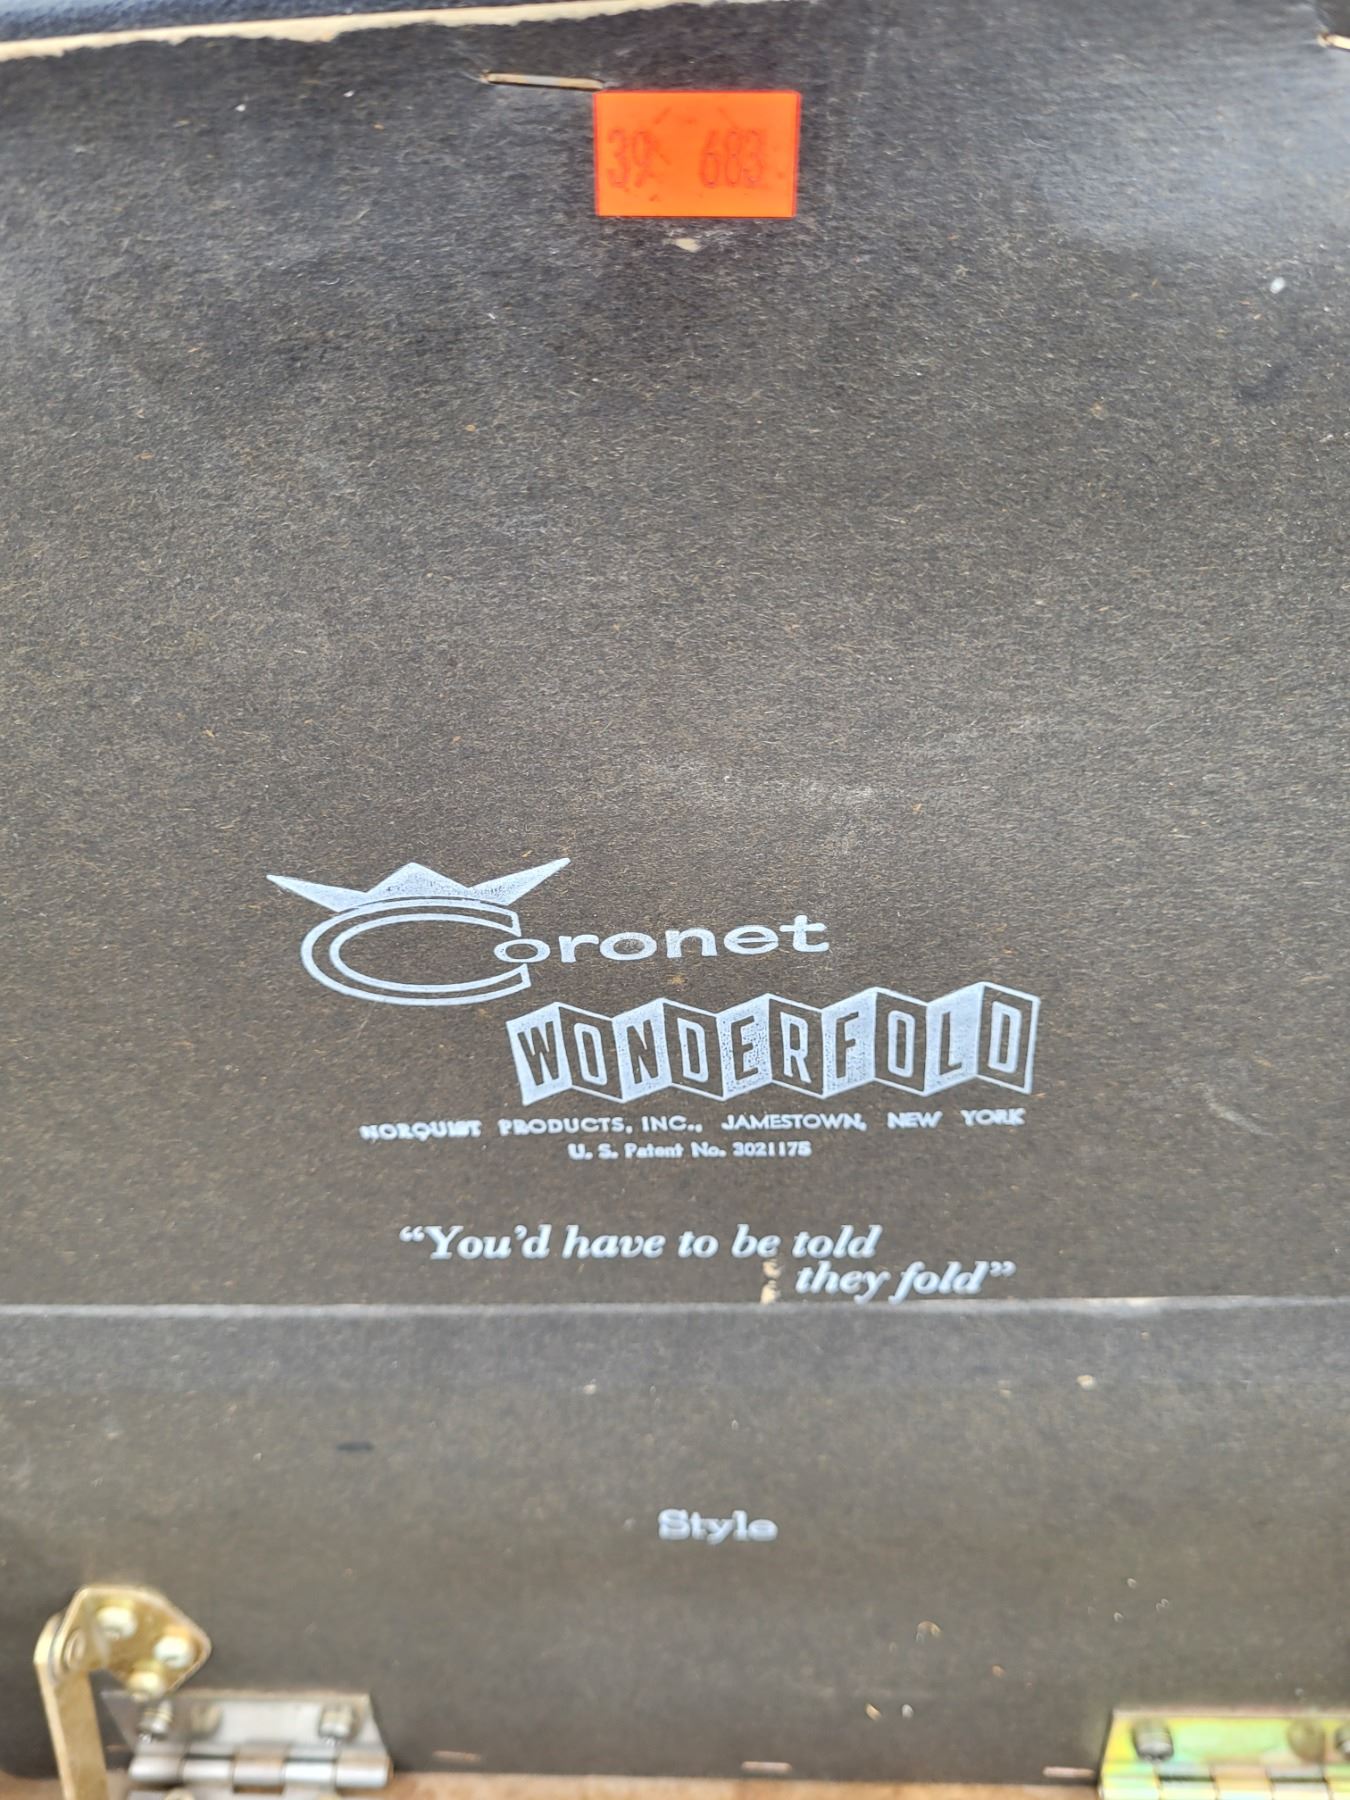 39 683
Coronet
WONDERFOLD
NORQUIST PRODUCTS, INC., JAMESTOWN, NEW YORK
U. S. Patent No. 3021175
“You’d have to be told
they fold”
Style